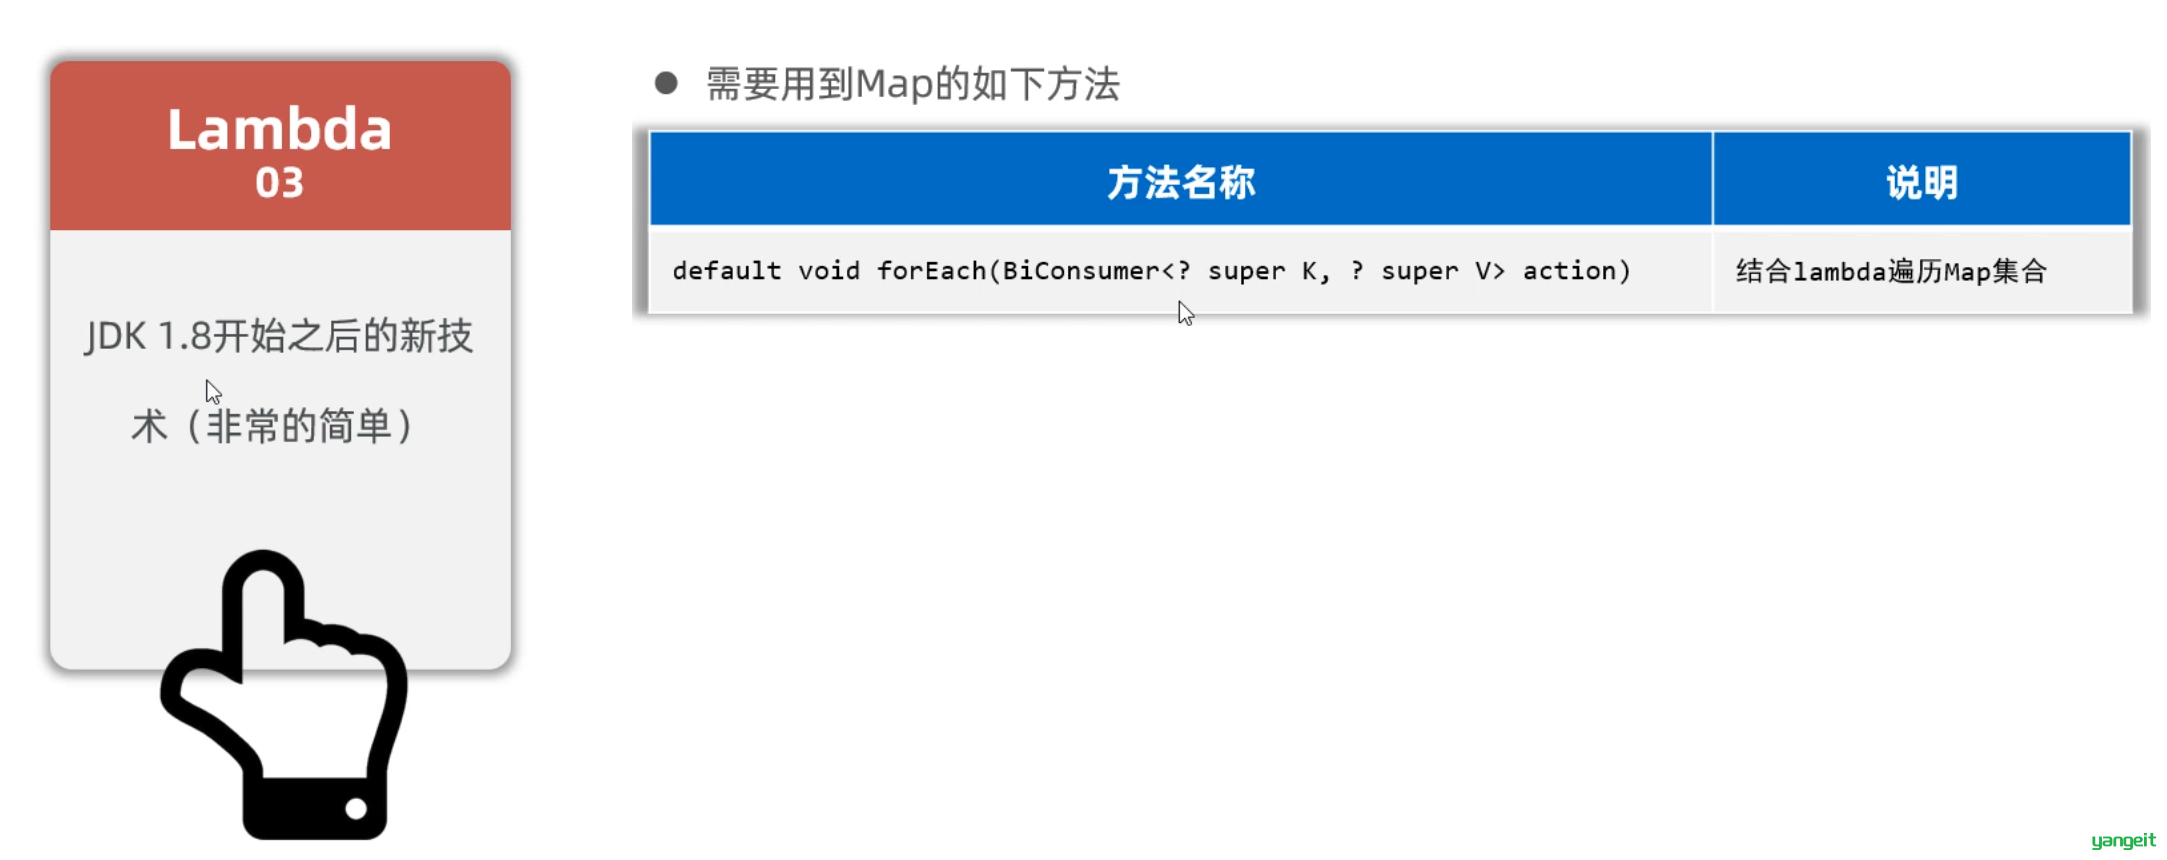 Lambda
03
JDK 1.8开始之后的新技
术（非常的简单）
需要用到Map的如下方法
方法名称
说明
default void forEach(BiConsumer<? super K, ? super V> action)
结合lambda遍历Map集合
yangeit